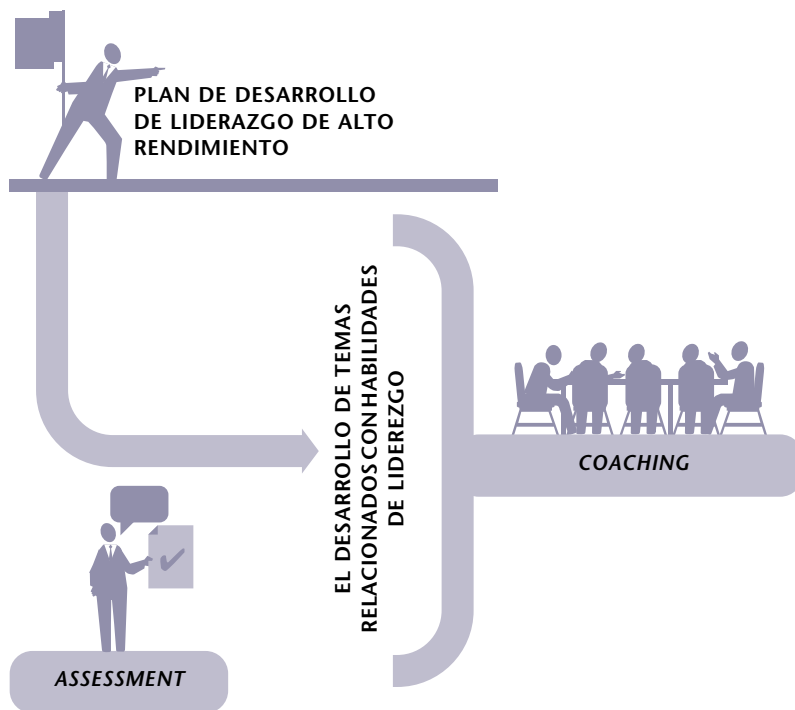 PLAN DE DESARROLLO
DE LIDERAZGO DE ALTO
RENDIMIENTO
EL DESARROLLO DE TEMAS
RELACIONADOS CON HABILIDADES
DE LIDEREZGO
COACHING
ASSESSMENT